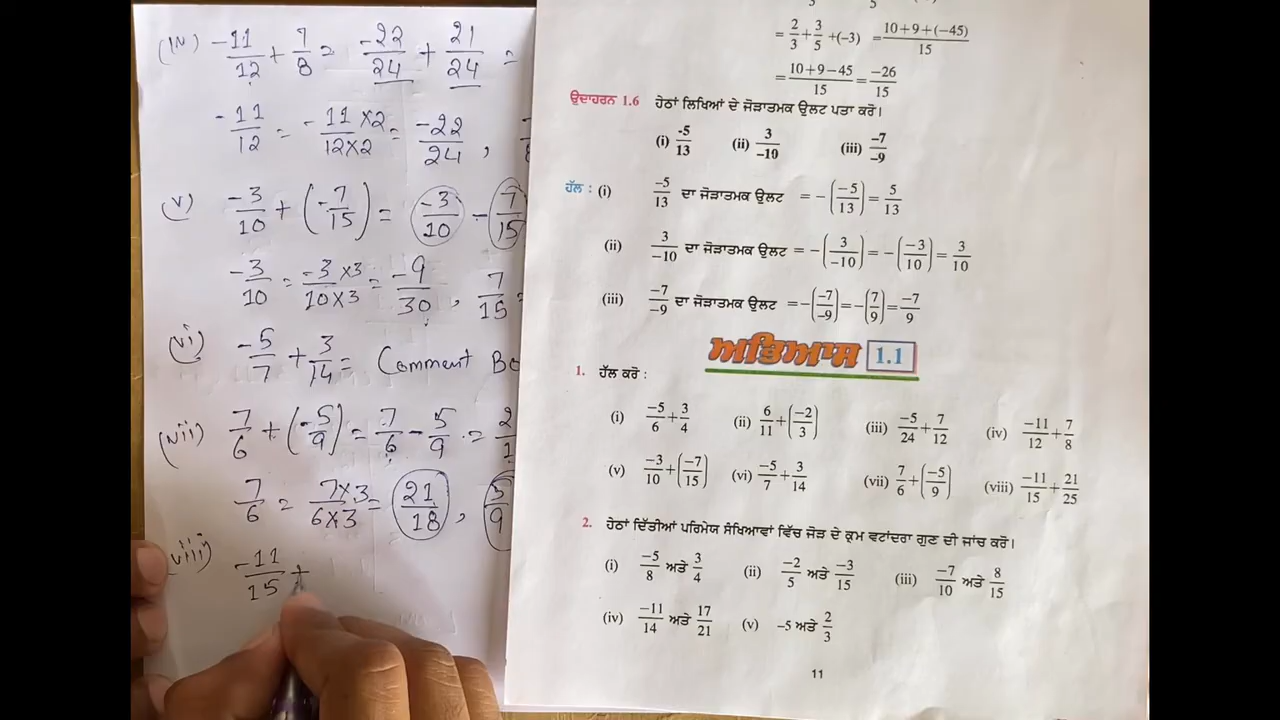 (iv) -11/12 + 7/8 = -22/24 + 21/24 =
-11/12 = -11×2/12×2 = -22/24 ,
v) -3/10 + (-7/15) = -3/10 - 7/15
-3/10 = -3×3/10×3 = -9/30 , 7/15
(vi) -5/7 + 3/14 = Comment
(vii) 7/6 + (-5/9) = 7/6 - 5/9 =
7/6 = 7×3/6×3 = 21/18 , 5/9
(viii) -11/15 +
= 2/3 + 3/5 + (-3) = 10+9+(-45)/15
= 10+9-45/15 = -26/15
ਉਦਾਹਰਨ 1.6 ਹੇਠਾਂ ਲਿਖਿਆਂ ਦੇ ਜੋੜਾਤਮਕ ਉਲਟ ਪਤਾ ਕਰੋ।
(i) -5/13 (ii) 3/-10 (iii) -7/-9
ਹੱਲ : (i) -5/13 ਦਾ ਜੋੜਾਤਮਕ ਉਲਟ = -(-5/13) = 5/13
(ii) 3/-10 ਦਾ ਜੋੜਾਤਮਕ ਉਲਟ = -(3/-10) = -(-3/10) = 3/10
(iii) -7/-9 ਦਾ ਜੋੜਾਤਮਕ ਉਲਟ = -(-7/-9) = -(7/9) = -7/9
ਅਭਿਆਸ 1.1
1. ਹੱਲ ਕਰੋ :
(i) -5/6 + 3/4 (ii) 6/11 + (-2/3) (iii) -5/24 + 7/12 (iv) -11/12 + 7/8
(v) -3/10 + (-7/15) (vi) -5/7 + 3/14 (vii) 7/6 + (-5/9) (viii) -11/15 + 21/25
2. ਹੇਠਾਂ ਦਿੱਤੀਆਂ ਪਰਿਮੇਯ ਸੰਖਿਆਵਾਂ ਵਿੱਚ ਜੋੜ ਦੇ ਕ੍ਰਮ ਵਟਾਂਦਰਾ ਗੁਣ ਦੀ ਜਾਂਚ ਕਰੋ।
(i) -5/8 ਅਤੇ 3/4 (ii) -2/5 ਅਤੇ -3/15 (iii) -7/10 ਅਤੇ 8/15
(iv) -11/14 ਅਤੇ 17/21 (v) -5 ਅਤੇ 2/3
11